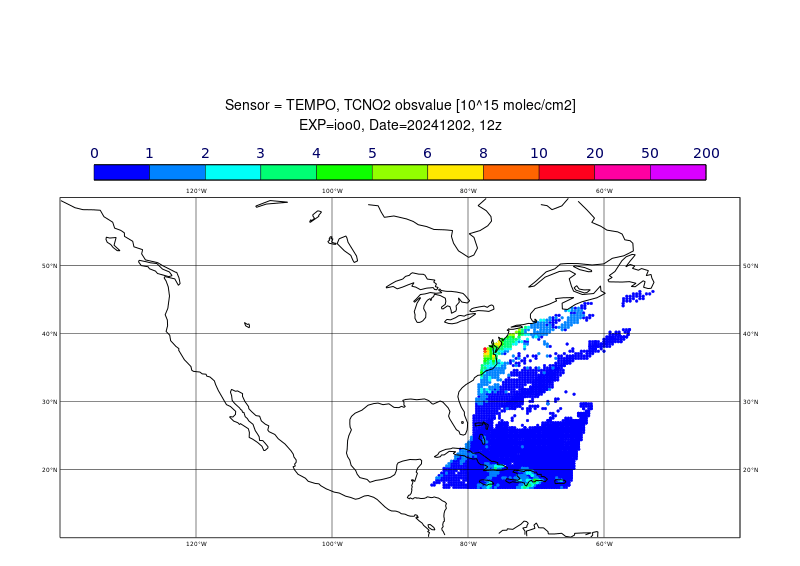 Sensor = TEMPO, TCNO2 obsvalue [10^15 molec/cm2]
EXP=ioo0, Date=20241202, 12z
0 1 2 3 4 5 6 8 10 20 50 200
120°W 100°W 80°W 60°W
50°N 50°N
40°N 40°N
30°N 30°N
20°N 20°N
120°W 100°W 80°W 60°W